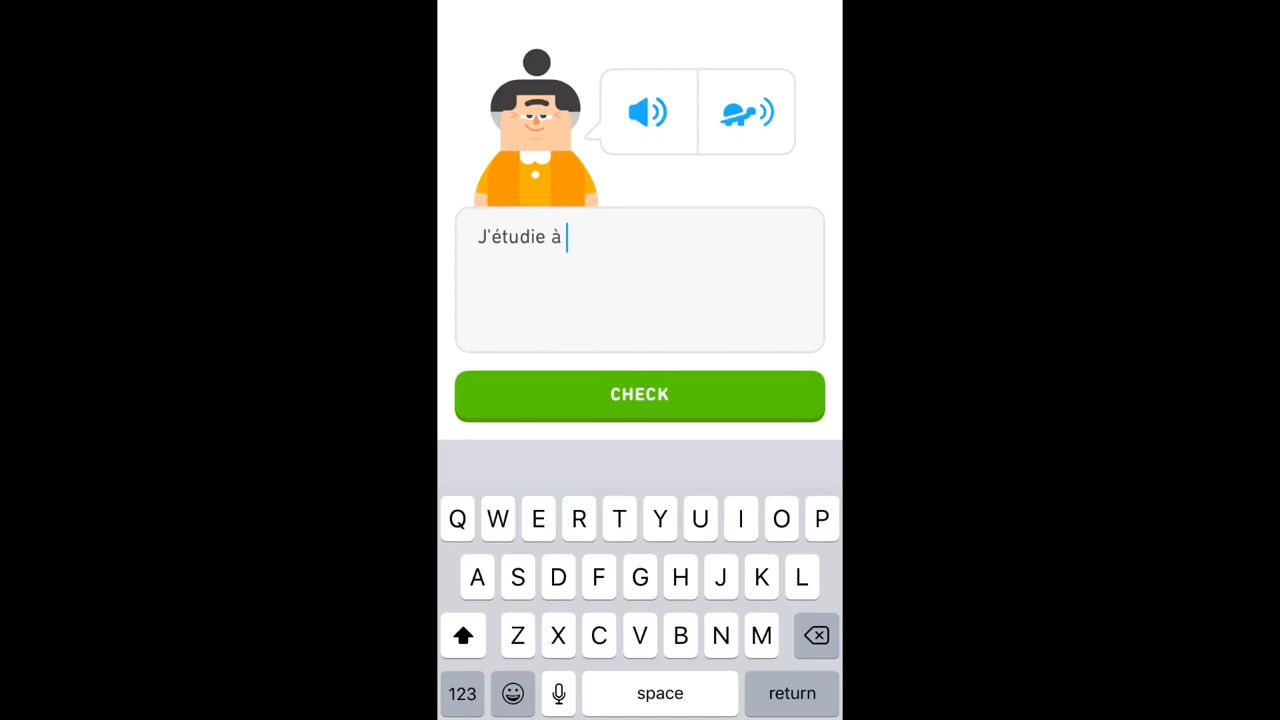 J'étudie à
CHECK
Q W E R T Y U I O P
A S D F G H J K L
Z X C V B N M
123 space return